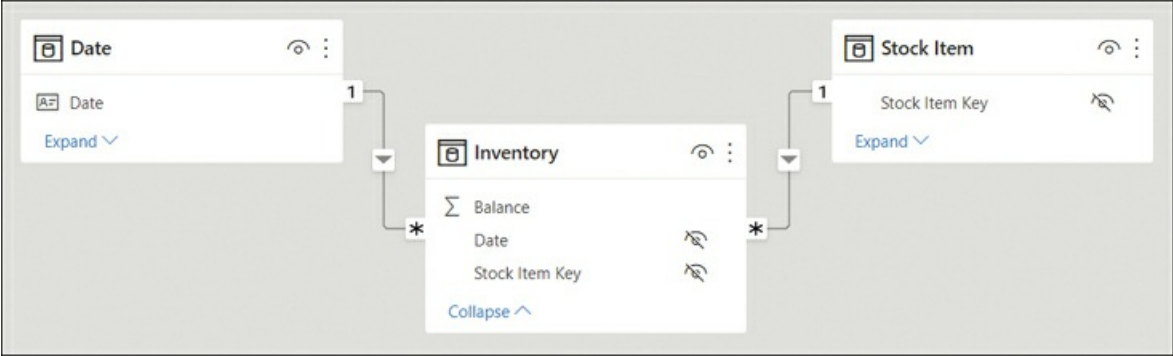 Date
Date
Expand
1
Stock Item
Stock Item Key
Expand
1
Inventory
Σ Balance
Date
Stock Item Key
Collapse
*
*